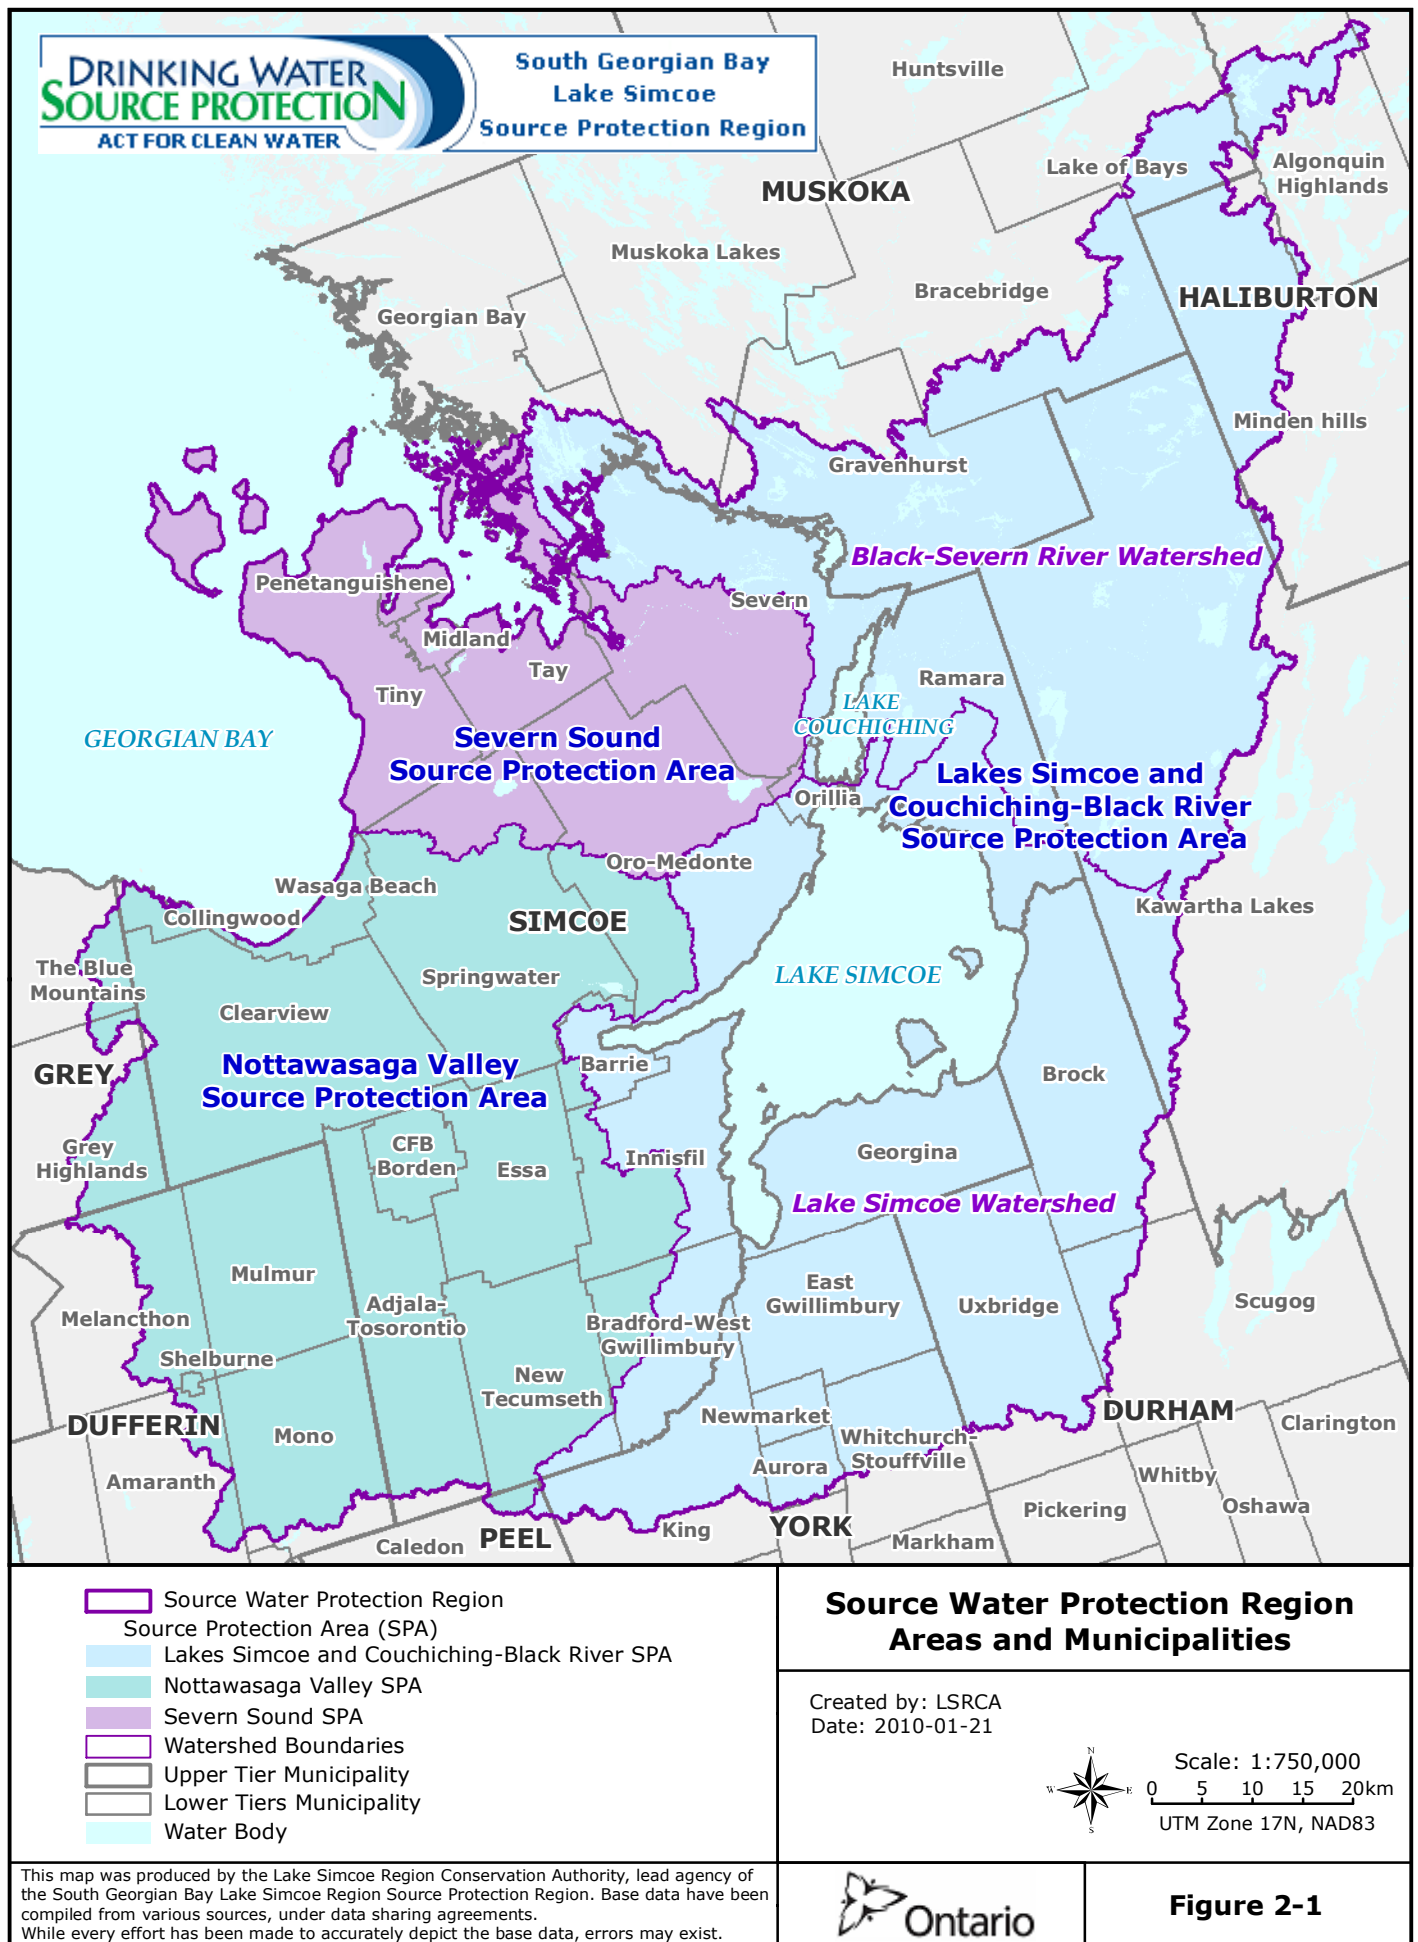 DRINKING WATER
SOURCE PROTECTION
ACT FOR CLEAN WATER
South Georgian Bay
Lake Simcoe
Source Protection Region
Huntsville
Lake of Bays
Algonquin
Highlands
MUSKOKA
Muskoka Lakes
Bracebridge
HALIBURTON
Georgian Bay
Minden hills
Gravenhurst
Black-Severn River Watershed
Penetanguishene
Severn
Midland
Tay
Tiny
Ramara
LAKE
COUCHICHING
GEORGIAN BAY
Severn Sound
Source Protection Area
Lakes Simcoe and
Couchiching-Black River
Source Protection Area
Orillia
Oro-Medonte
Wasaga Beach
Collingwood
SIMCOE
Kawartha Lakes
The Blue
Mountains
Springwater
LAKE SIMCOE
Clearview
GREY
Nottawasaga Valley
Source Protection Area
Barrie
Brock
Grey
Highlands
CFB
Borden
Essa
Innisfil
Georgina
Lake Simcoe Watershed
Mulmur
East
Gwillimbury
Adjala-
Tosorontio
Uxbridge
Scugog
Melancthon
Bradford-West
Gwillimbury
Shelburne
New
Tecumseth
DUFFERIN
Mono
Newmarket
DURHAM
Clarington
Whitchurch-
Stouffville
Aurora
Amaranth
Whitby
Oshawa
Pickering
Caledon
PEEL
King
YORK
Markham
Source Water Protection Region
Source Protection Area (SPA)
Lakes Simcoe and Couchiching-Black River SPA
Nottawasaga Valley SPA
Severn Sound SPA
Watershed Boundaries
Upper Tier Municipality
Lower Tiers Municipality
Water Body
Source Water Protection Region
Areas and Municipalities
Created by: LSRCA
Date: 2010-01-21
N
W
E
S
Scale: 1:750,000
0 5 10 15 20km
UTM Zone 17N, NAD83
This map was produced by the Lake Simcoe Region Conservation Authority, lead agency of
the South Georgian Bay Lake Simcoe Region Source Protection Region. Base data have been
compiled from various sources, under data sharing agreements.
While every effort has been made to accurately depict the base data, errors may exist.
Ontario
Figure 2-1